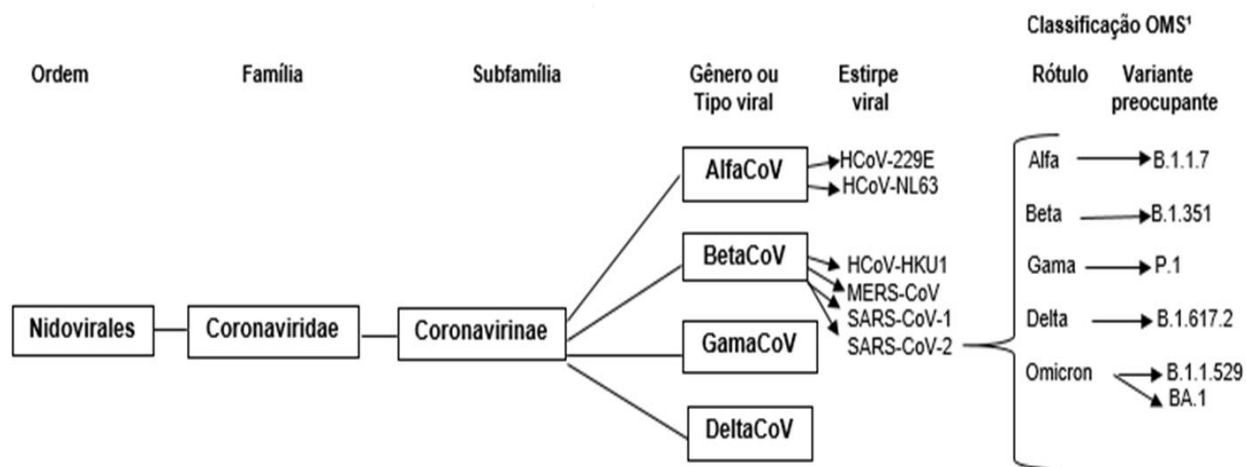 Classificação OMS¹
Ordem
Família
Subfamília
Gênero ou
Tipo viral
Estirpe
viral
Rótulo
Variante
preocupante
Nidovirales
Coronaviridae
Coronavirinae
AlfaCoV
HCoV-229E
HCoV-NL63
BetaCoV
HCoV-HKU1
MERS-CoV
SARS-CoV-1
SARS-CoV-2
GamaCoV
DeltaCoV
Alfa
B.1.1.7
Beta
B.1.351
Gama
P.1
Delta
B.1.617.2
Omicron
B.1.1.529
BA.1